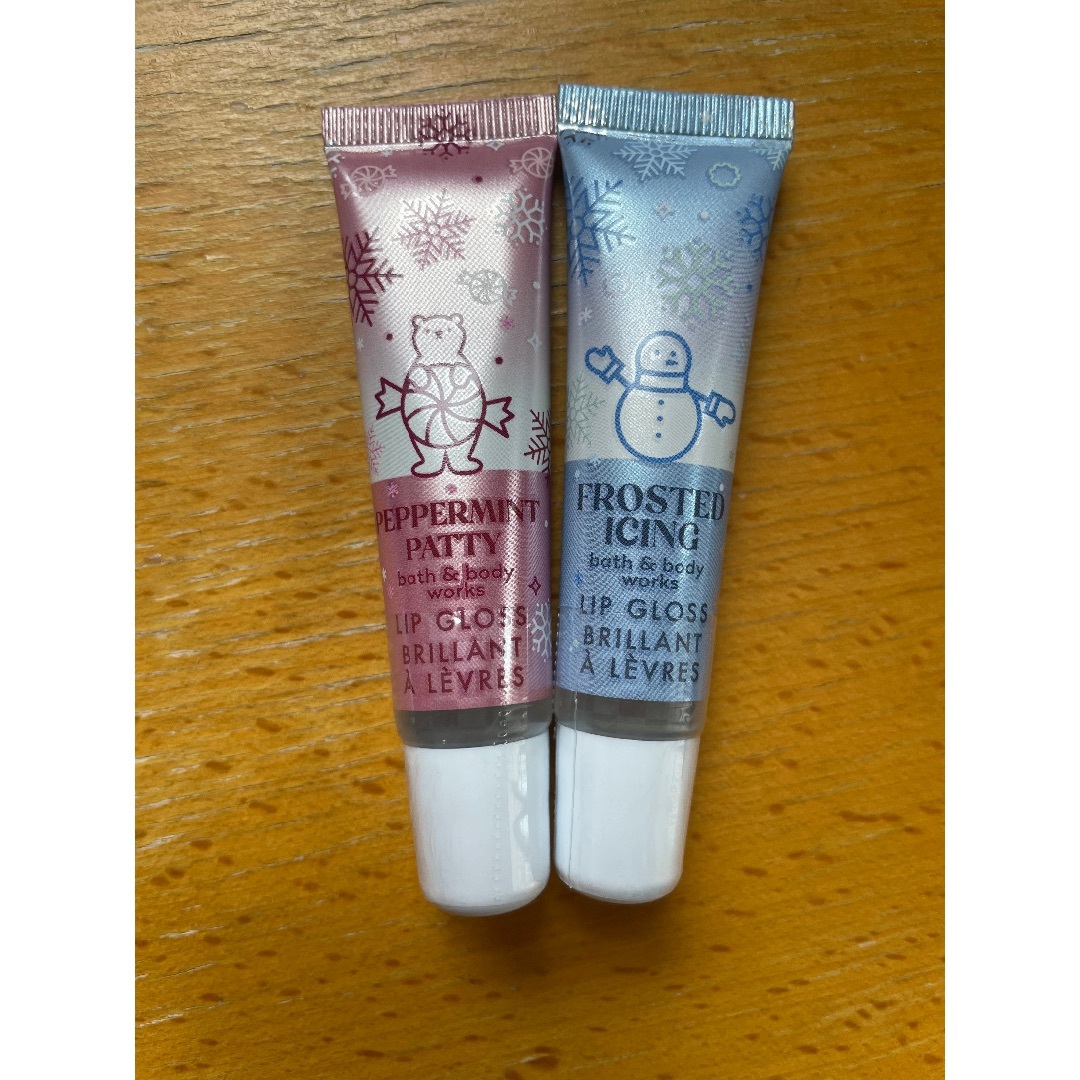 PEPPERMINT
PATTY
bath & body
works
LIP GLOSS
BRILLANT
À LÈVRES
FROSTED
ICING
bath & body
works
LIP GLOSS
BRILLANT
À LÈVRES